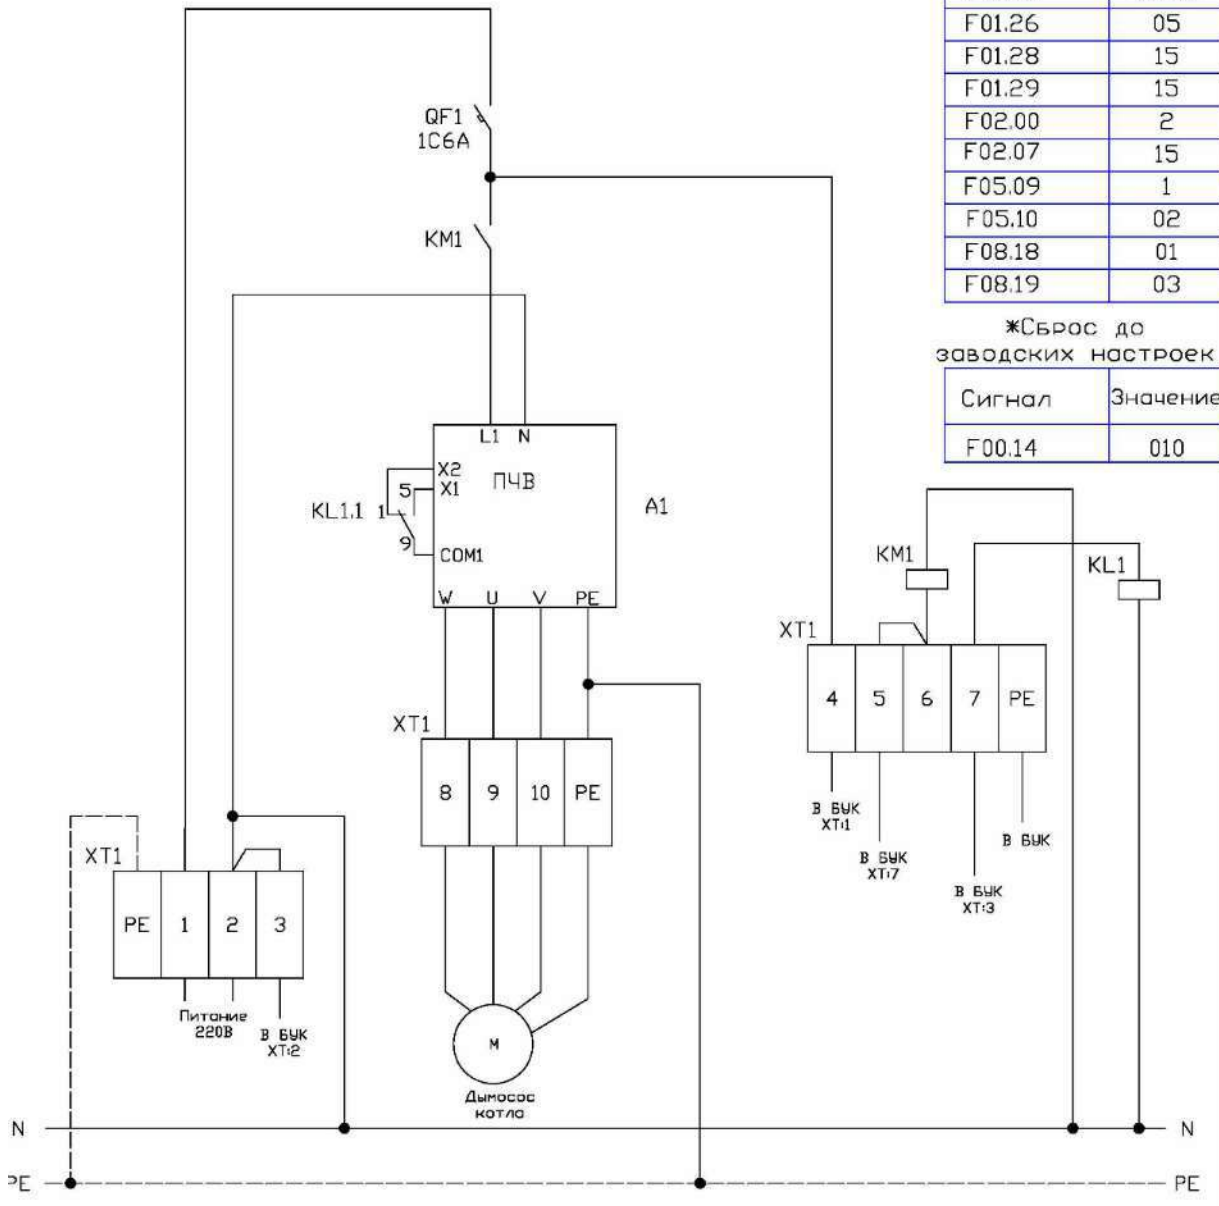 F01.26 05
F01.28 15
F01.29 15
F02.00 2
F02.07 15
F05.09 1
F05.10 02
F08.18 01
F08.19 03
*Сброс до
заводских настроек
Сигнал Значение
F00.14 010
QF1
1С6А
КМ1
L1 N
X2
X1
ПЧВ
А1
KL1.1 1 5
9
COM1
W U V PE
КМ1
KL1
XT1
4 5 6 7 PE
В БУК
XT:1
В БУК
XT:7
В БУК
XT:3
В БУК
XT1
8 9 10 PE
XT1
PE 1 2 3
Питание
220В
В БУК
XT:2
М
Дымосос
котла
N N
PE PE